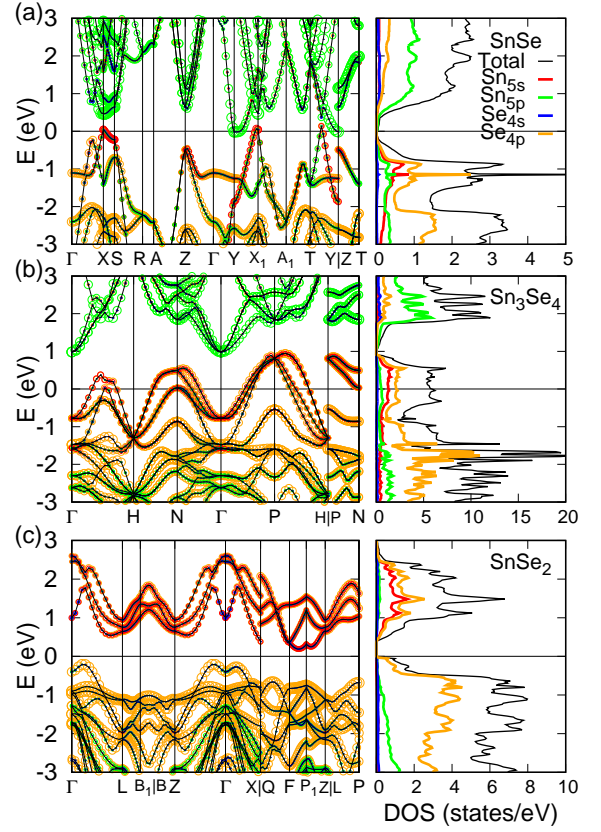 (a)
SnSe
Total
Sn5s
Sn5p
Se4s
Se4p
E (eV)
3
2
1
0
-1
-2
-3
Γ X S R A Z Γ Y X1 A1 T Y|Z T
0 1 2 3 4 5
(b)
Sn3Se4
E (eV)
3
2
1
0
-1
-2
-3
Γ H N Γ P H|P N
0 5 10 15 20
(c)
SnSe2
E (eV)
3
2
1
0
-1
-2
-3
Γ L B1|B Z Γ X|Q F P1 Z|L P
0 2 4 6 8 10
DOS (states/eV)